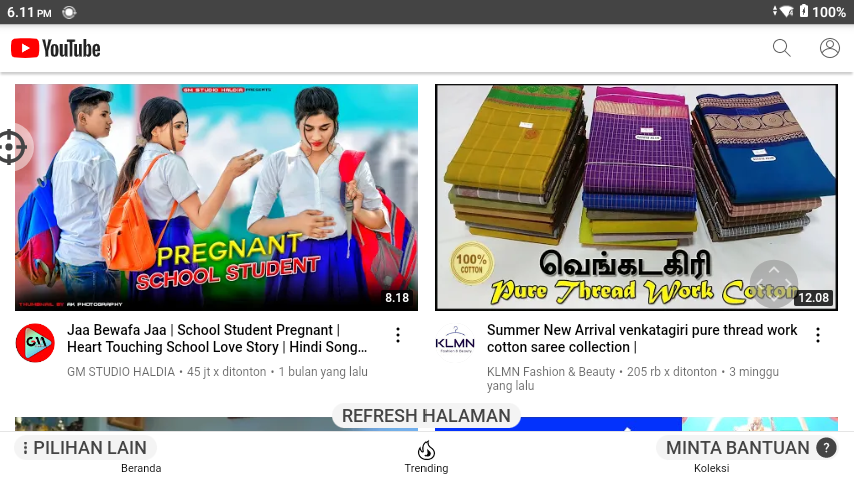 6.11 PM
100%
YouTube
GM STUDIO HALDIA PRESENTS
PREGNANT
SCHOOL STUDENT
THUMBNAIL BY AK PHOTOGRAPHY
8.18
100%
COTTON
வெங்கடகிரி
Pure Thread Work Cotton
12.08
Jaa Bewafa Jaa | School Student Pregnant |
Heart Touching School Love Story | Hindi Song...
GM STUDIO HALDIA • 45 jt x ditonton • 1 bulan yang lalu
KLMN
Fashion & Beauty
Summer New Arrival venkatagiri pure thread work
cotton saree collection |
KLMN Fashion & Beauty • 205 rb x ditonton • 3 minggu
yang lalu
REFRESH HALAMAN
PILIHAN LAIN
MINTA BANTUAN ?
Beranda
Trending
Koleksi